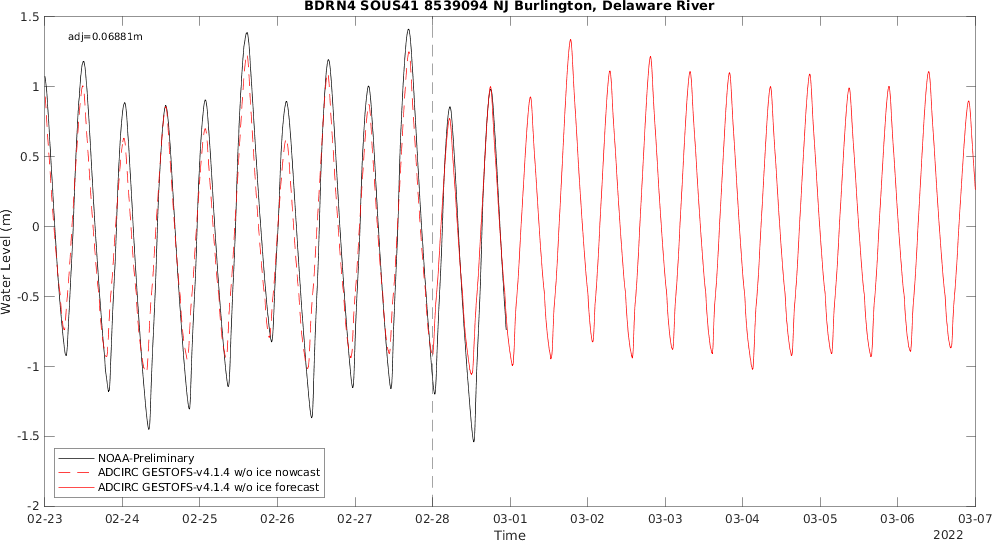 BDRN4 SOUS41 8539094 NJ Burlington, Delaware River
adj=0.06881m
1.5
1
0.5
0
-0.5
-1
-1.5
-2
Water Level (m)
NOAA-Preliminary
ADCIRC GESTOFS-v4.1.4 w/o ice nowcast
ADCIRC GESTOFS-v4.1.4 w/o ice forecast
02-23 02-24 02-25 02-26 02-27 02-28 03-01 03-02 03-03 03-04 03-05 03-06 03-07
Time
2022